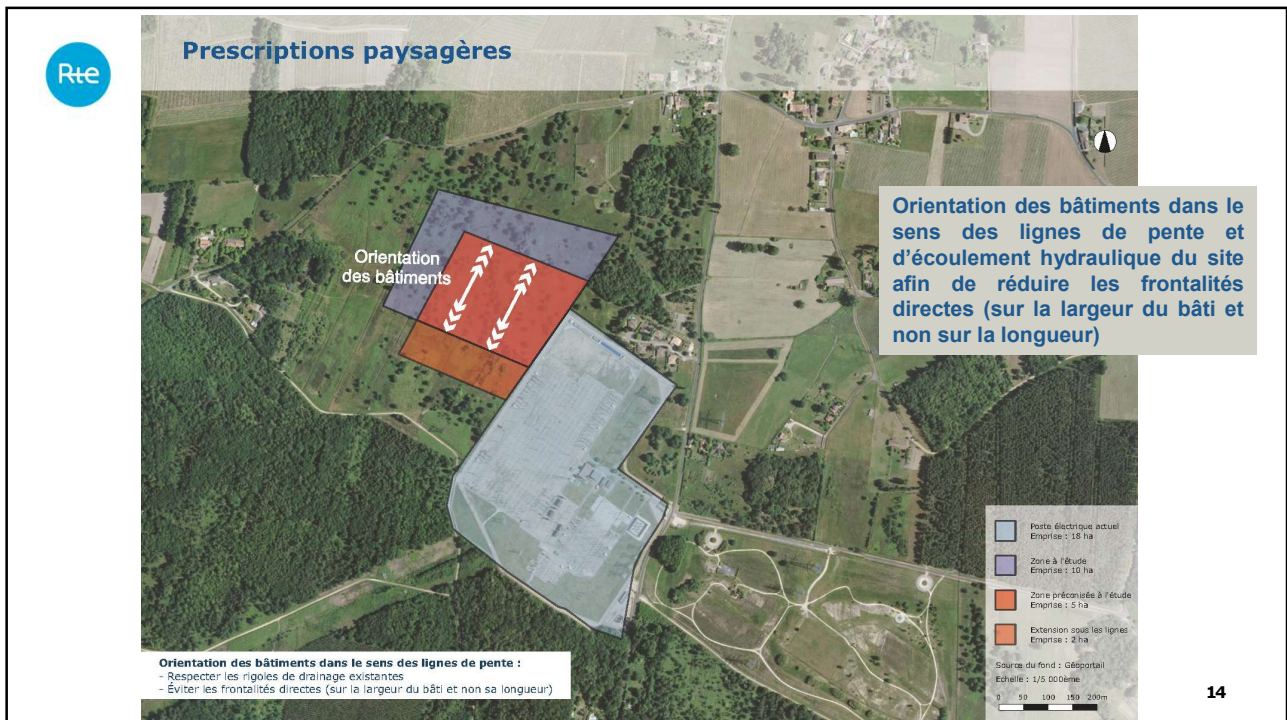 Rte
Prescriptions paysagères
Orientation
des bâtiments
Orientation des bâtiments dans le
sens des lignes de pente et
d'écoulement hydraulique du site
afin de réduire les frontalités
directes (sur la largeur du bâti et
non sur la longueur)
Poste électrique actuel
Emprise : 18 ha
Zone à l'étude
Emprise : 10 ha
Zone préconisée à l'étude
Emprise : 5 ha
Extension sous les lignes
Emprise : 2 ha
Source du fond : Géoportail
Echelle : 1/5 000ème
0 50 100 150 200m
Orientation des bâtiments dans le sens des lignes de pente :
- Respecter les rigoles de drainage existantes
- Éviter les frontalités directes (sur la largeur du bâti et non sa longueur)
14